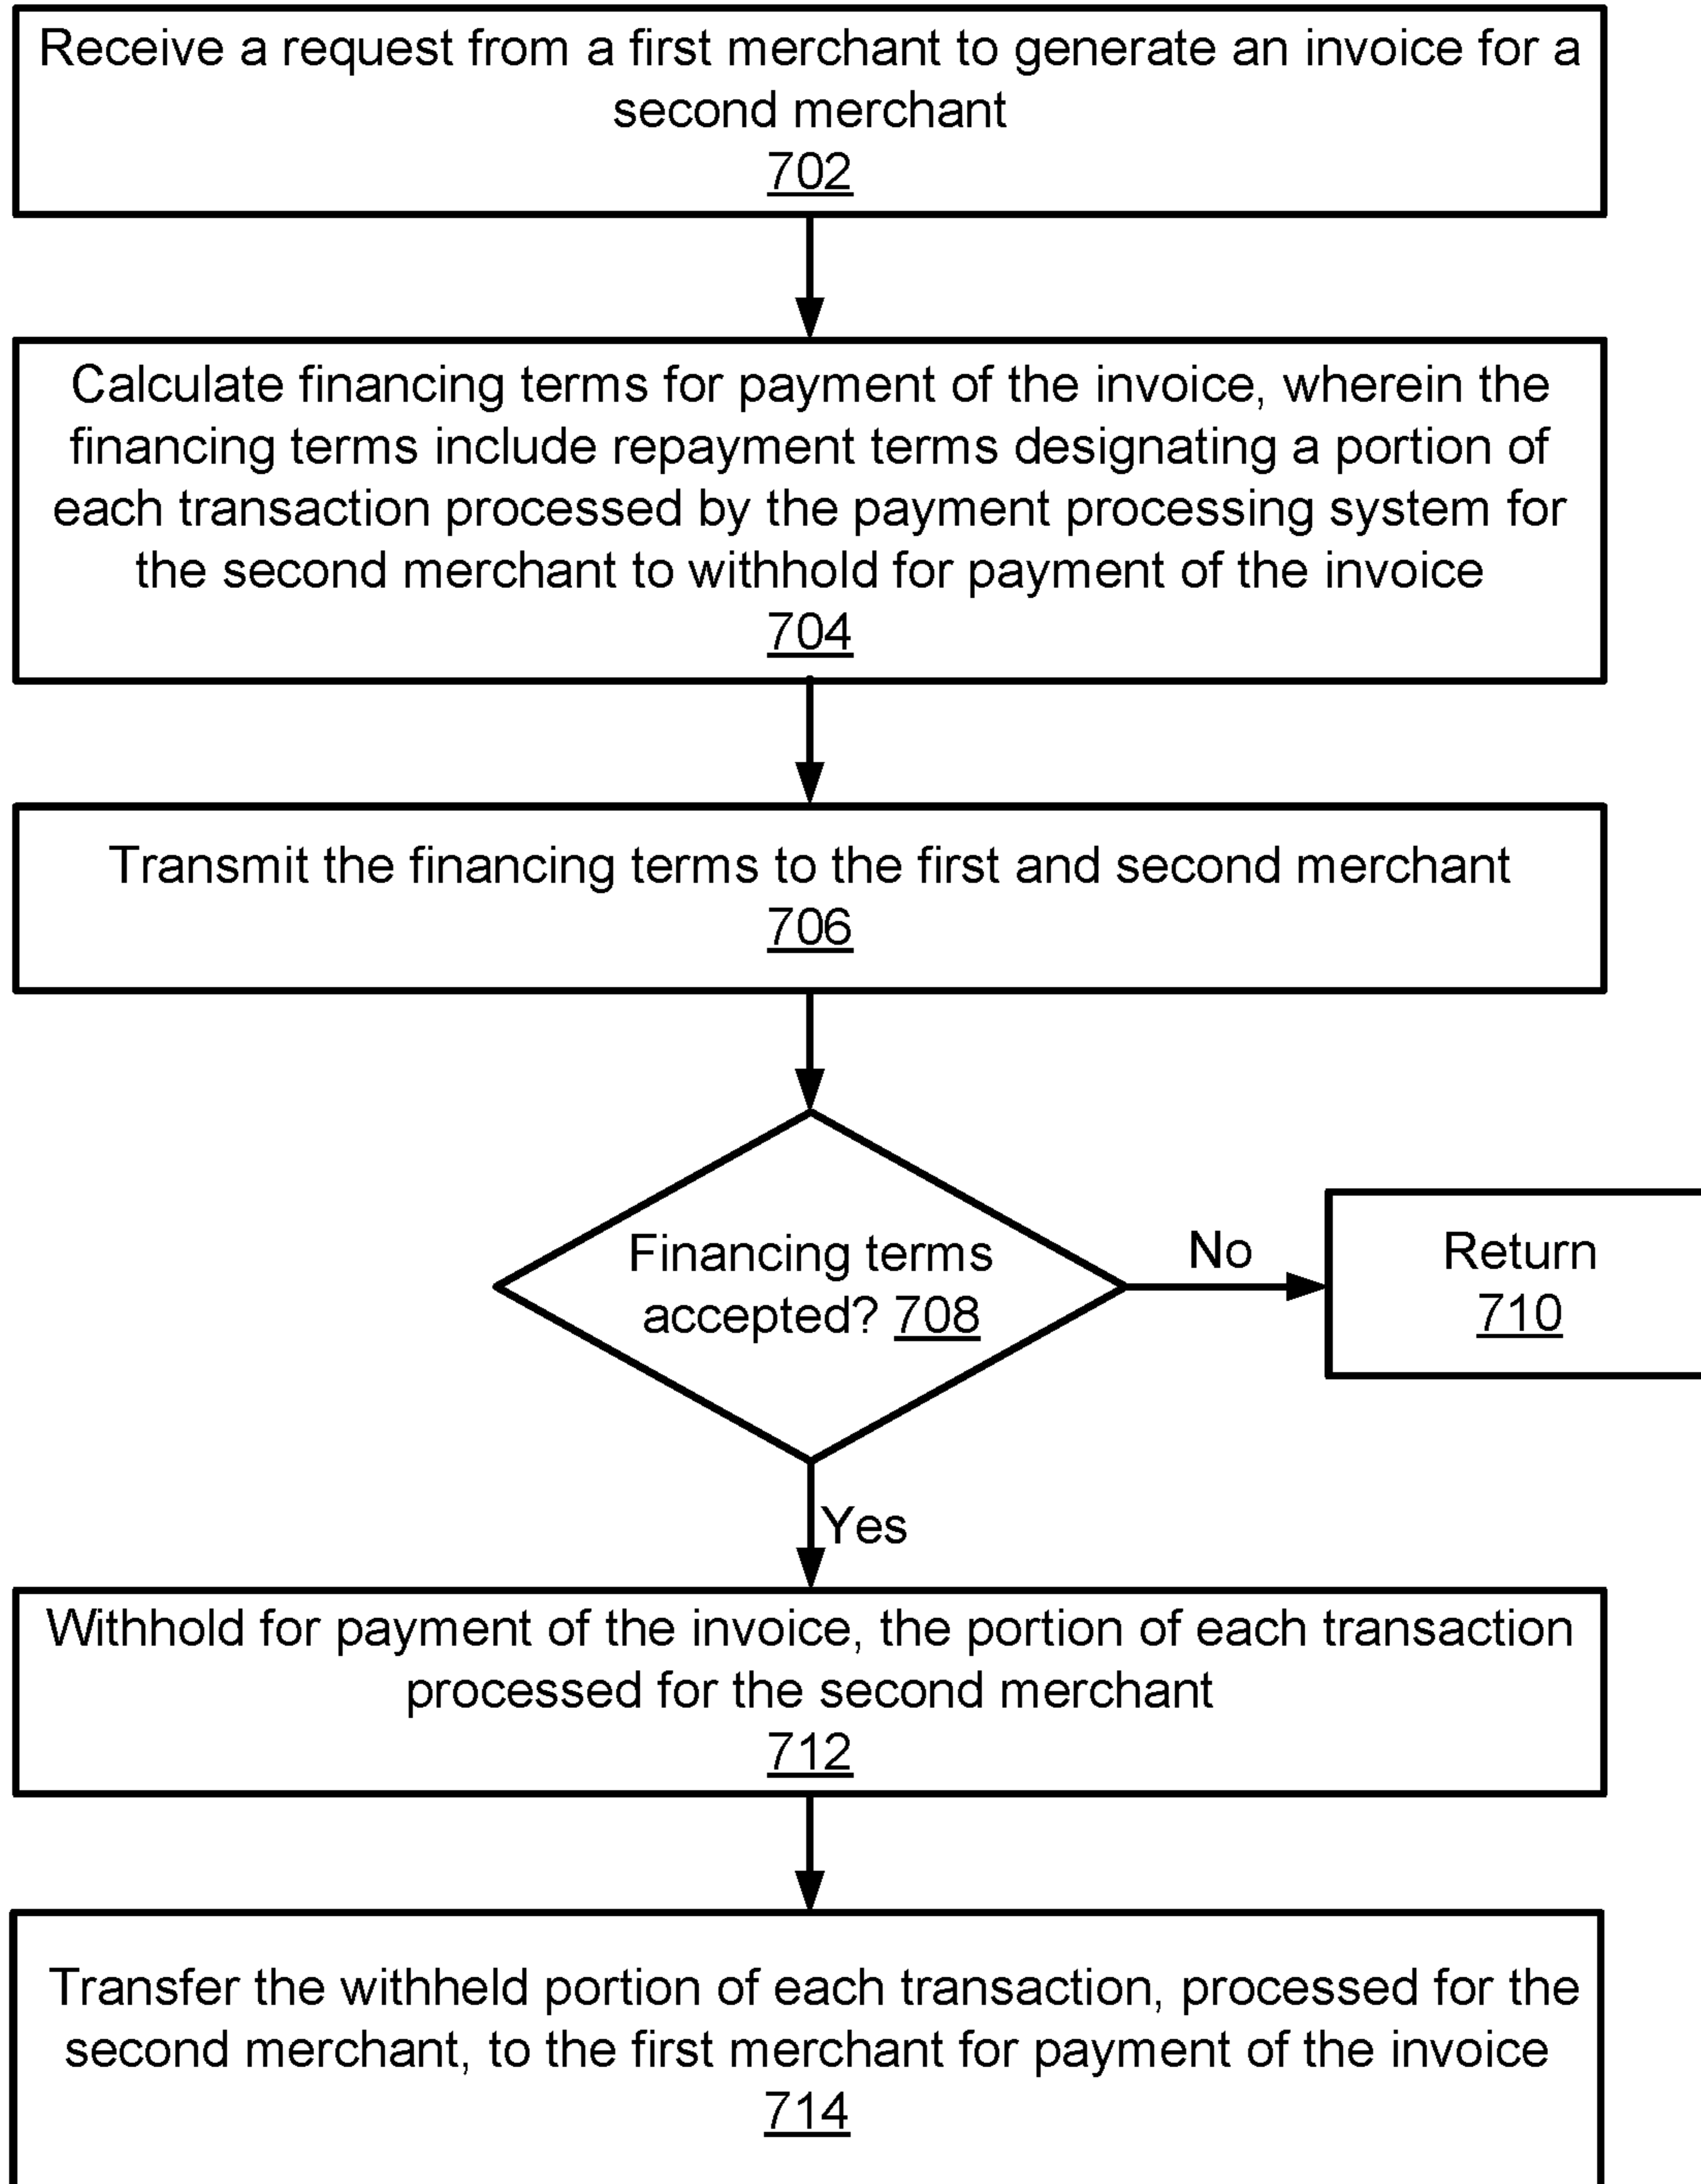 Receive a request from a first merchant to generate an invoice for a
second merchant
702
Calculate financing terms for payment of the invoice, wherein the
financing terms include repayment terms designating a portion of
each transaction processed by the payment processing system for
the second merchant to withhold for payment of the invoice
704
Transmit the financing terms to the first and second merchant
706
Financing terms
accepted? 708
No
Return
710
Yes
Withhold for payment of the invoice, the portion of each transaction
processed for the second merchant
712
Transfer the withheld portion of each transaction, processed for the
second merchant, to the first merchant for payment of the invoice
714